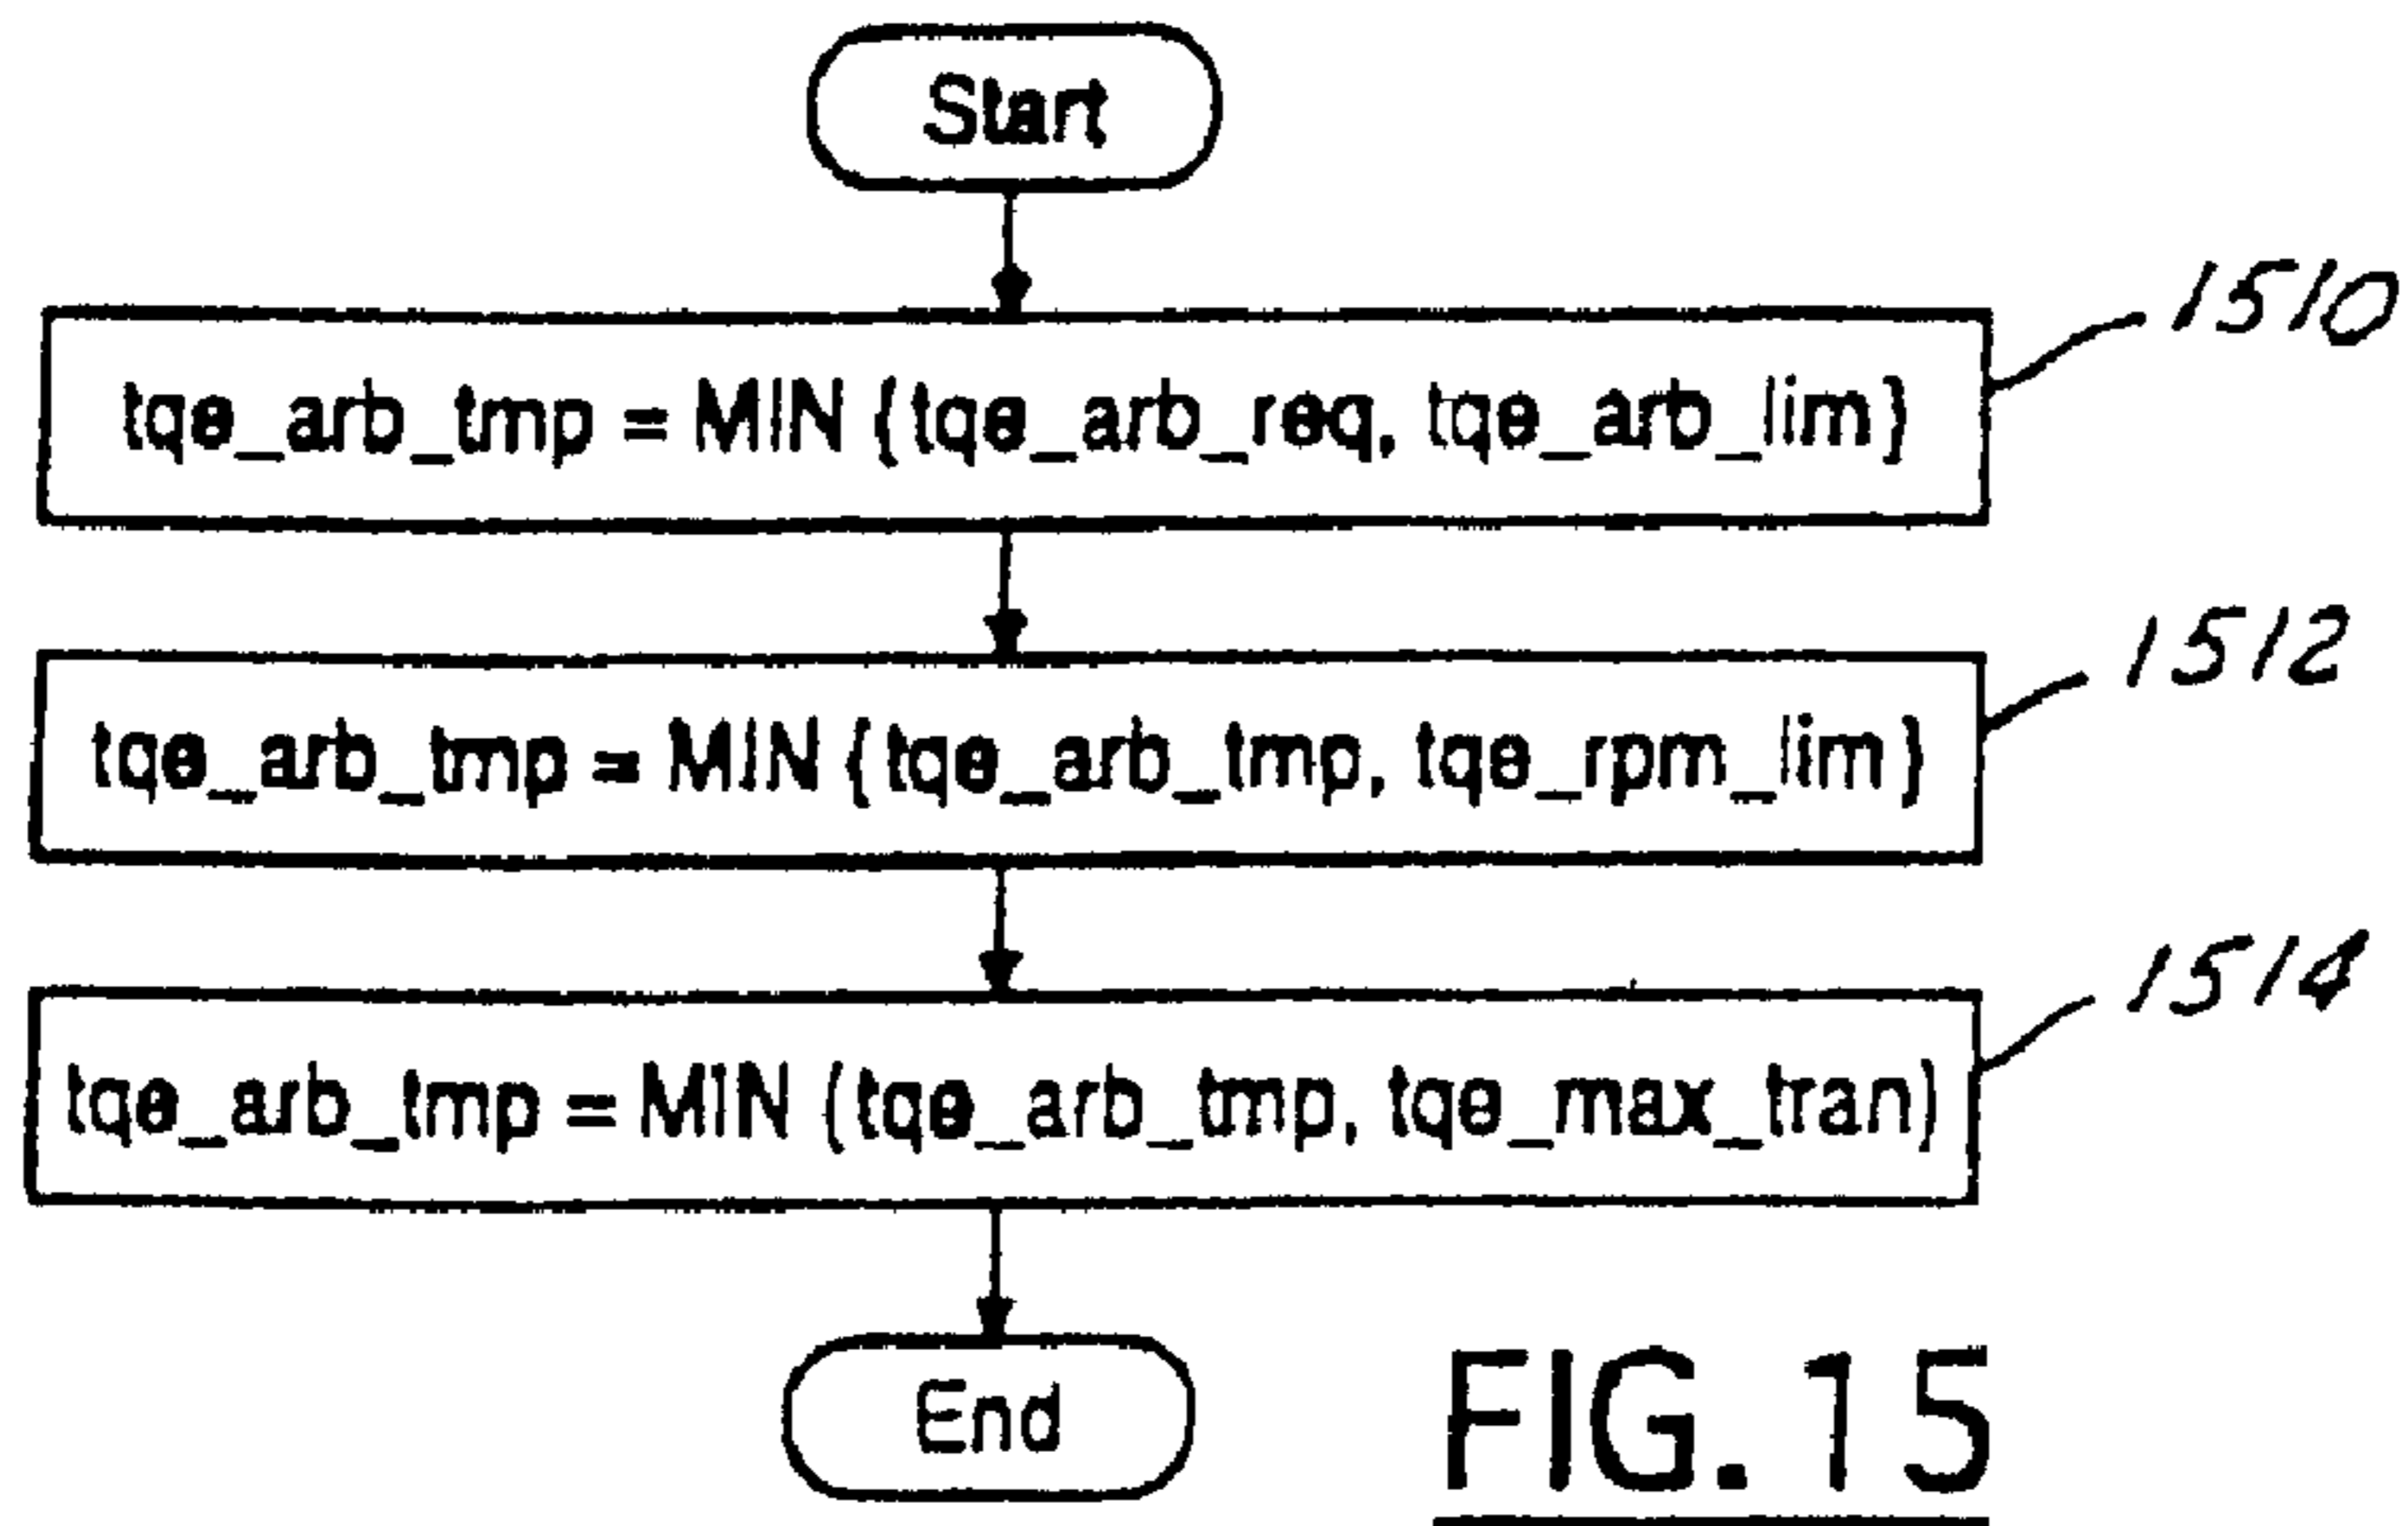 Start
1510
tqe_arb_tmp = MIN {tqe_arb_req, tqe_arb_lim}
1512
tqe_arb_tmp = MIN {tqe_arb_tmp, tqe_rpm_lim}
1514
tqe_arb_tmp = MIN (tqe_arb_tmp, tqe_max_tran)
End
FIG. 15